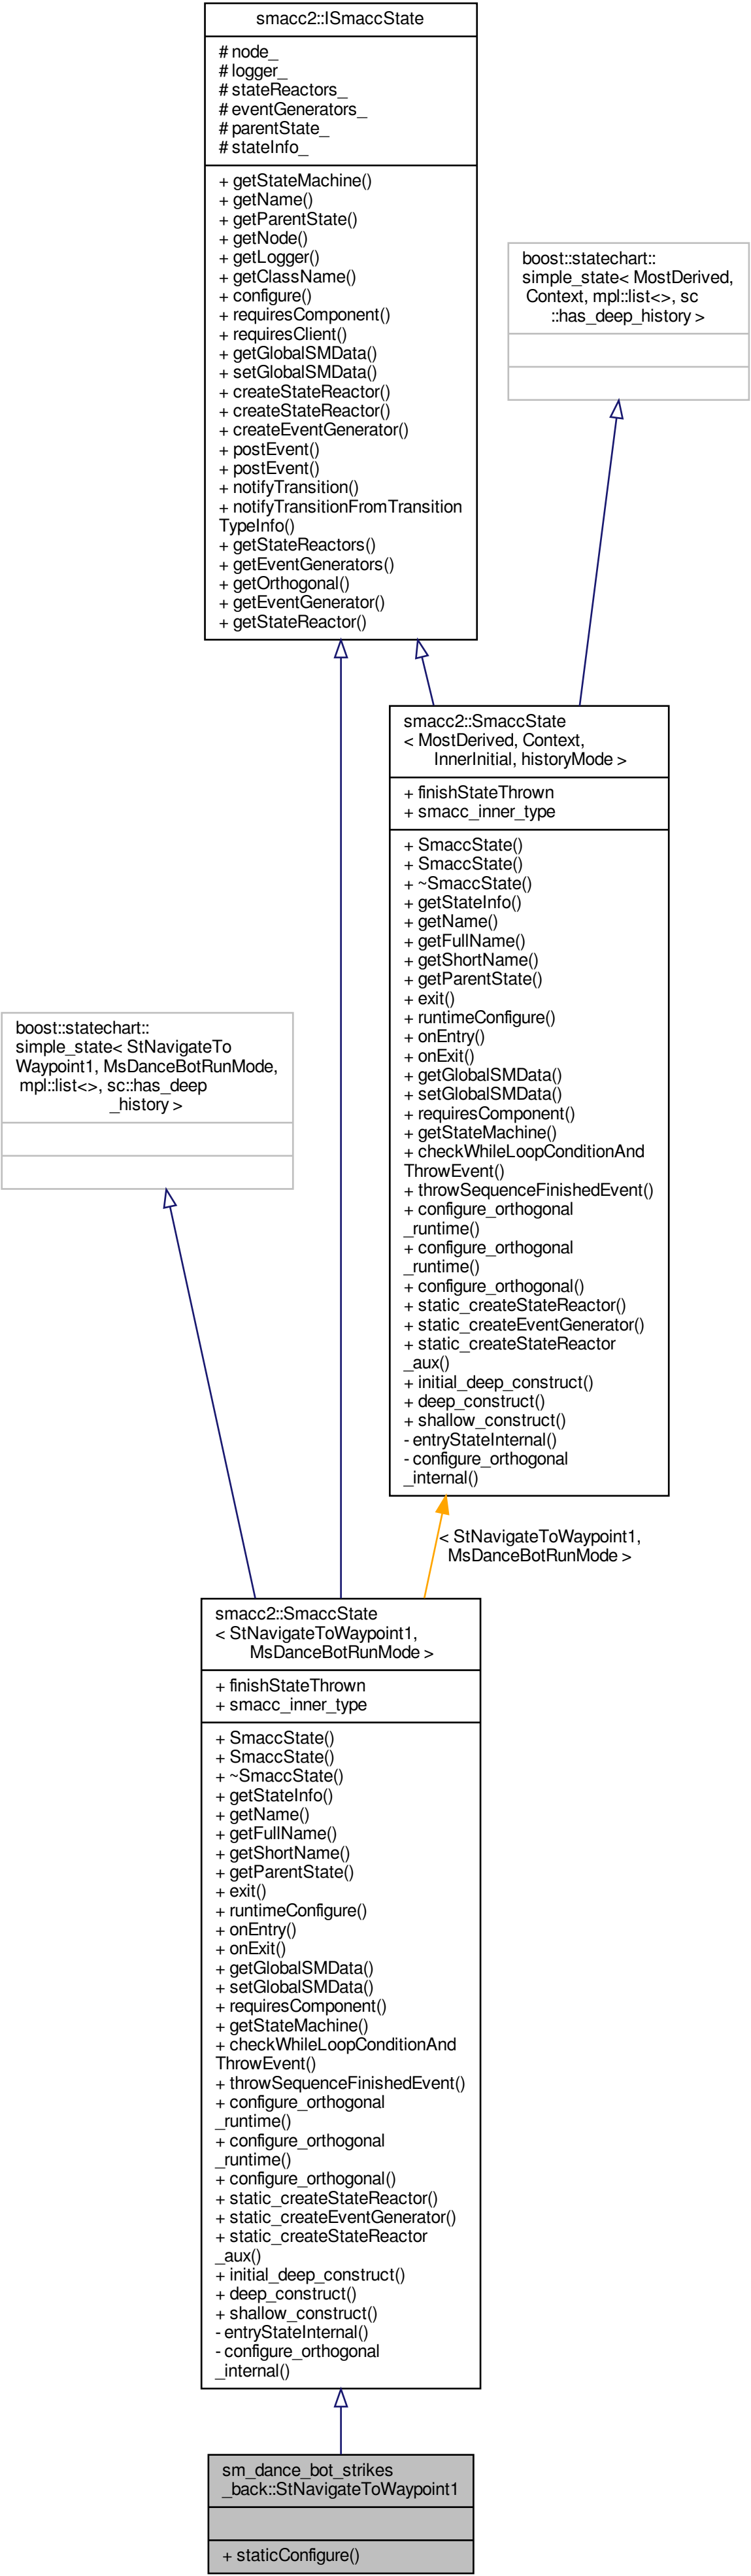 smacc2::ISmaccState
# node_
# logger_
# stateReactors_
# eventGenerators_
# parentState_
# stateInfo_
+ getStateMachine()
+ getName()
+ getParentState()
+ getNode()
+ getLogger()
+ getClassName()
+ configure()
+ requiresComponent()
+ requiresClient()
+ getGlobalSMData()
+ setGlobalSMData()
+ createStateReactor()
+ createStateReactor()
+ createEventGenerator()
+ postEvent()
+ postEvent()
+ notifyTransition()
+ notifyTransitionFromTransition
TypeInfo()
+ getStateReactors()
+ getEventGenerators()
+ getOrthogonal()
+ getEventGenerator()
+ getStateReactor()
boost::statechart::
simple_state< MostDerived,
Context, mpl::list<>, sc
::has_deep_history >
smacc2::SmaccState
< MostDerived, Context,
InnerInitial, historyMode >
+ finishStateThrown
+ smacc_inner_type
+ SmaccState()
+ SmaccState()
+ ~SmaccState()
+ getStateInfo()
+ getName()
+ getFullName()
+ getShortName()
+ getParentState()
+ exit()
+ runtimeConfigure()
+ onEntry()
+ onExit()
+ getGlobalSMData()
+ setGlobalSMData()
+ requiresComponent()
+ getStateMachine()
+ checkWhileLoopConditionAnd
ThrowEvent()
+ throwSequenceFinishedEvent()
+ configure_orthogonal
_runtime()
+ configure_orthogonal
_runtime()
+ configure_orthogonal()
+ static_createStateReactor()
+ static_createEventGenerator()
+ static_createStateReactor
_aux()
+ initial_deep_construct()
+ deep_construct()
+ shallow_construct()
- entryStateInternal()
- configure_orthogonal
_internal()
boost::statechart::
simple_state< StNavigateTo
Waypoint1, MsDanceBotRunMode,
mpl::list<>, sc::has_deep
_history >
< StNavigateToWaypoint1,
MsDanceBotRunMode >
smacc2::SmaccState
< StNavigateToWaypoint1,
MsDanceBotRunMode >
+ finishStateThrown
+ smacc_inner_type
+ SmaccState()
+ SmaccState()
+ ~SmaccState()
+ getStateInfo()
+ getName()
+ getFullName()
+ getShortName()
+ getParentState()
+ exit()
+ runtimeConfigure()
+ onEntry()
+ onExit()
+ getGlobalSMData()
+ setGlobalSMData()
+ requiresComponent()
+ getStateMachine()
+ checkWhileLoopConditionAnd
ThrowEvent()
+ throwSequenceFinishedEvent()
+ configure_orthogonal
_runtime()
+ configure_orthogonal
_runtime()
+ configure_orthogonal()
+ static_createStateReactor()
+ static_createEventGenerator()
+ static_createStateReactor
_aux()
+ initial_deep_construct()
+ deep_construct()
+ shallow_construct()
- entryStateInternal()
- configure_orthogonal
_internal()
sm_dance_bot_strikes
_back::StNavigateToWaypoint1
+ staticConfigure()